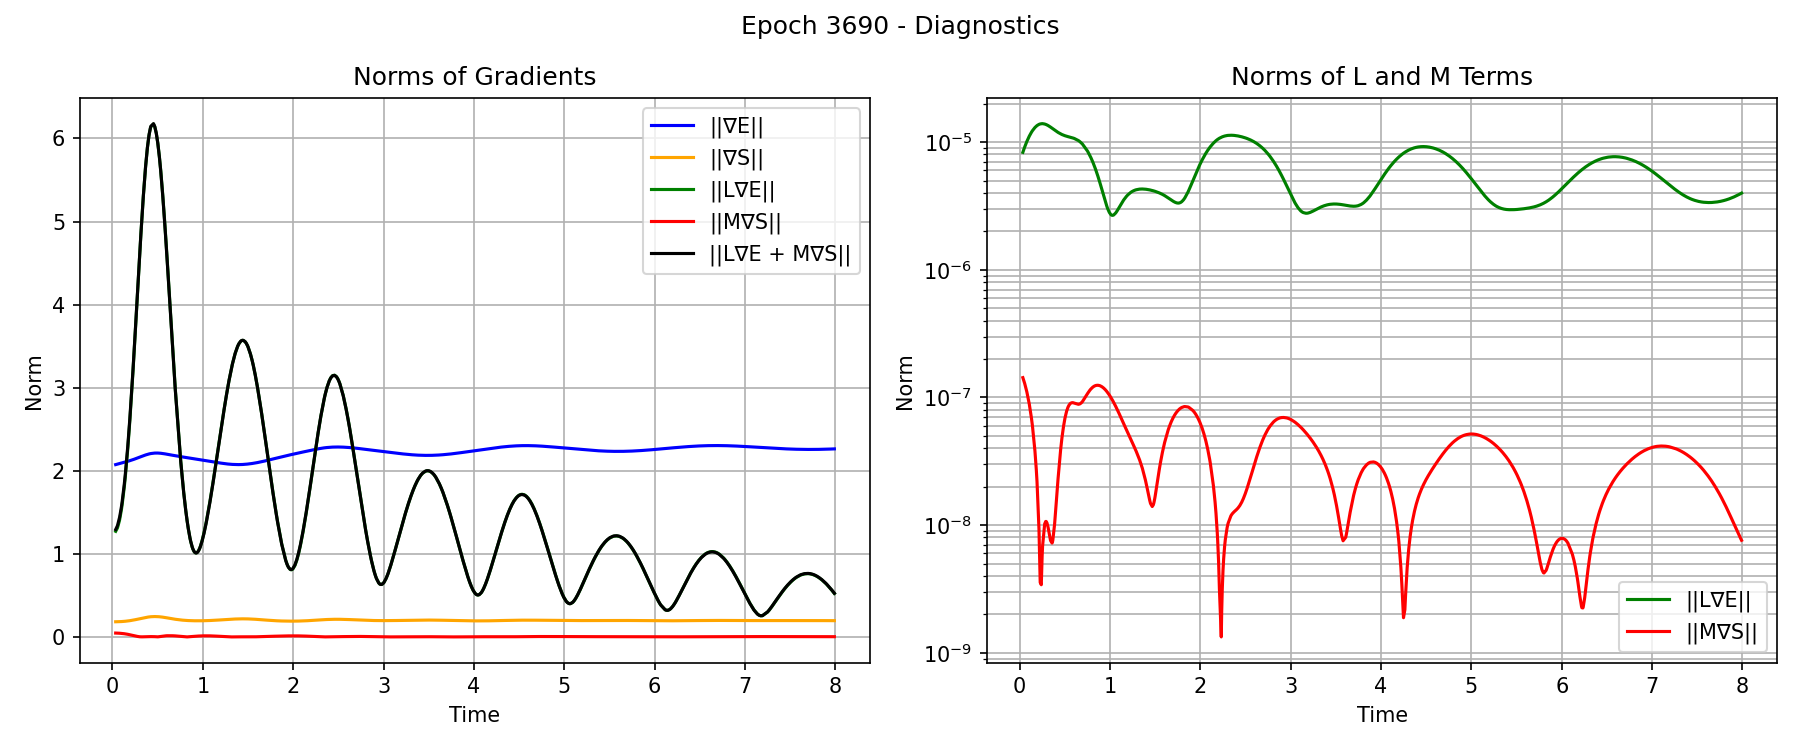 Epoch 3690 - Diagnostics
Norms of Gradients
Norm
6
5
4
3
2
1
0
||∇E||
||∇S||
||L∇E||
||M∇S||
||L∇E + M∇S||
0 1 2 3 4 5 6 7 8
Time
Norms of L and M Terms
Norm
10⁻⁵
10⁻⁶
10⁻⁷
10⁻⁸
10⁻⁹
||L∇E||
||M∇S||
0 1 2 3 4 5 6 7 8
Time